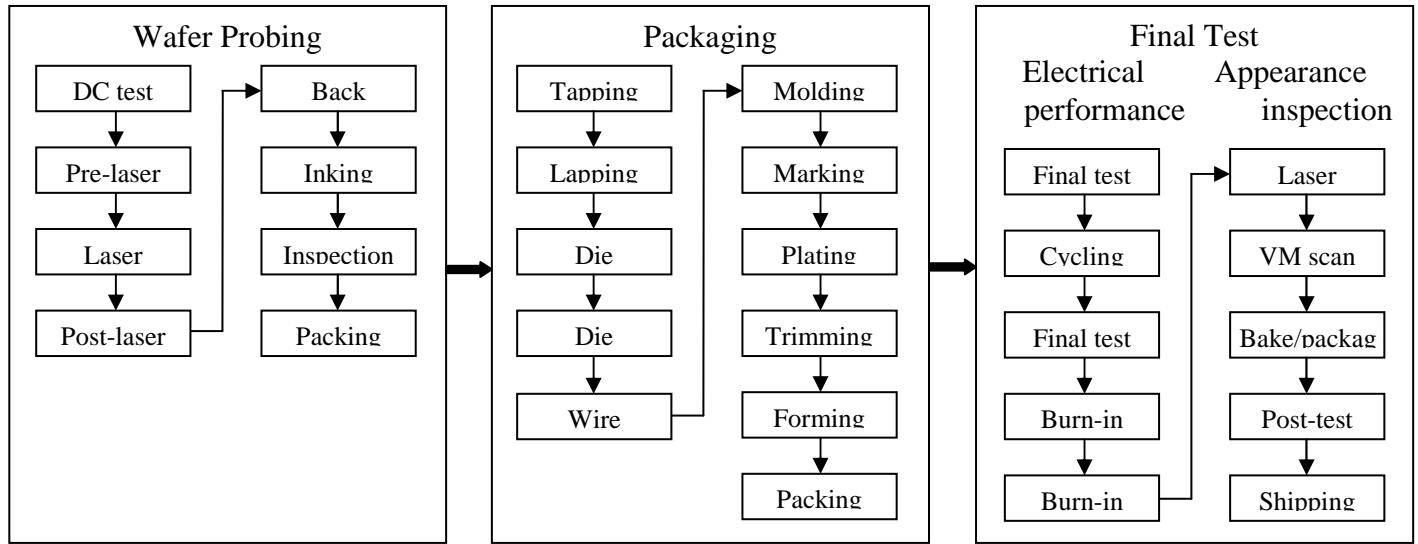 Wafer Probing
DC test
Pre-laser
Laser
Post-laser
Back
Inking
Inspection
Packing
Packaging
Tapping
Lapping
Die
Die
Wire
Molding
Marking
Plating
Trimming
Forming
Packing
Final Test
Electrical
performance
Appearance
inspection
Final test
Cycling
Final test
Burn-in
Burn-in
Laser
VM scan
Bake/packag
Post-test
Shipping